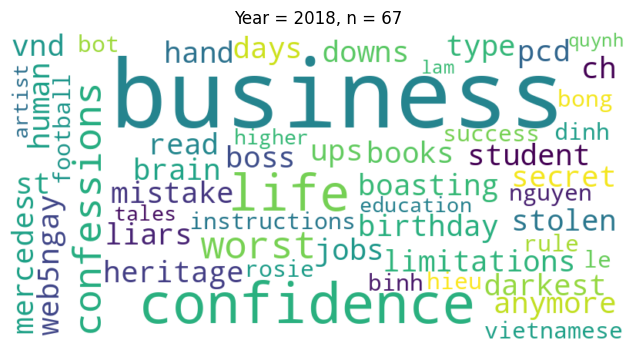 Year = 2018, n = 67
vnd bot hand days downs type pcd quynh
artist human football business lam ch
bong
confessions read higher success dinh
brain boss ups books student
st mistake life boasting secret
mercedes web5ngay tales education nguyen
liars instructions birthday stolen
worst jobs rule
heritage rosie limitations le
binh hieu darkest
confidence anymore
vietnamese